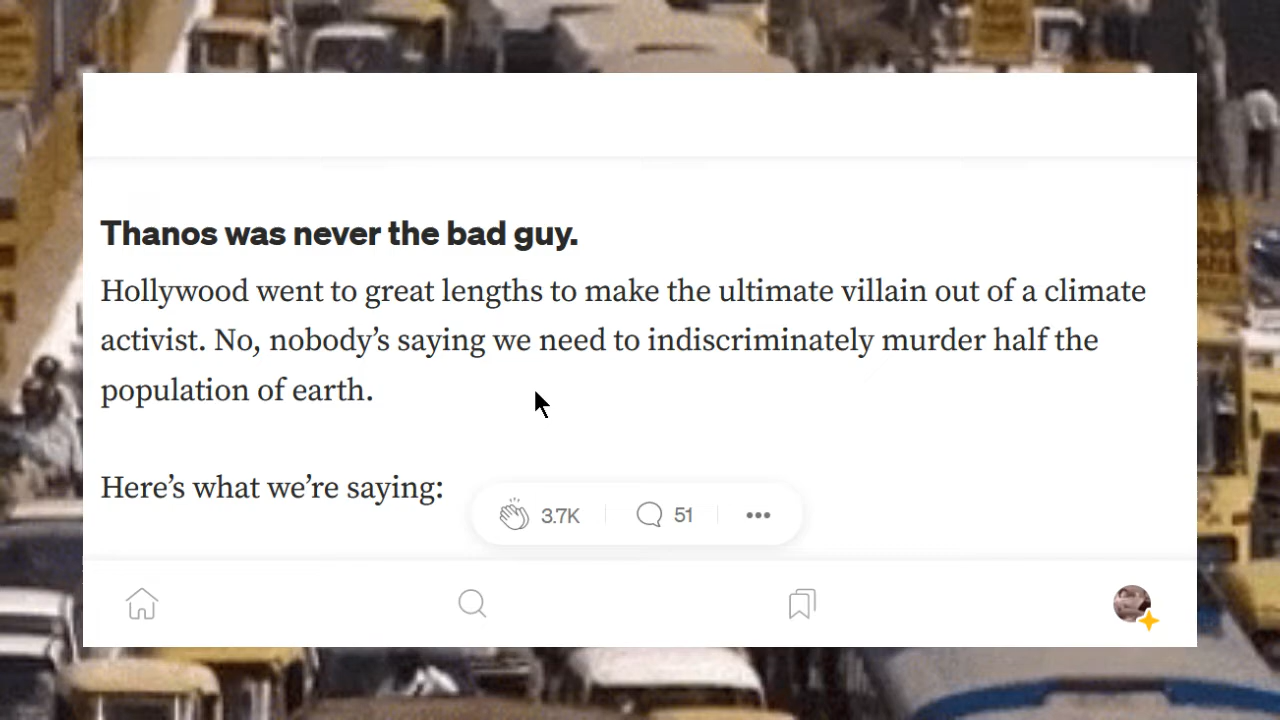 Thanos was never the bad guy.
Hollywood went to great lengths to make the ultimate villain out of a climate
activist. No, nobody’s saying we need to indiscriminately murder half the
population of earth.
Here’s what we’re saying:
3.7K
51